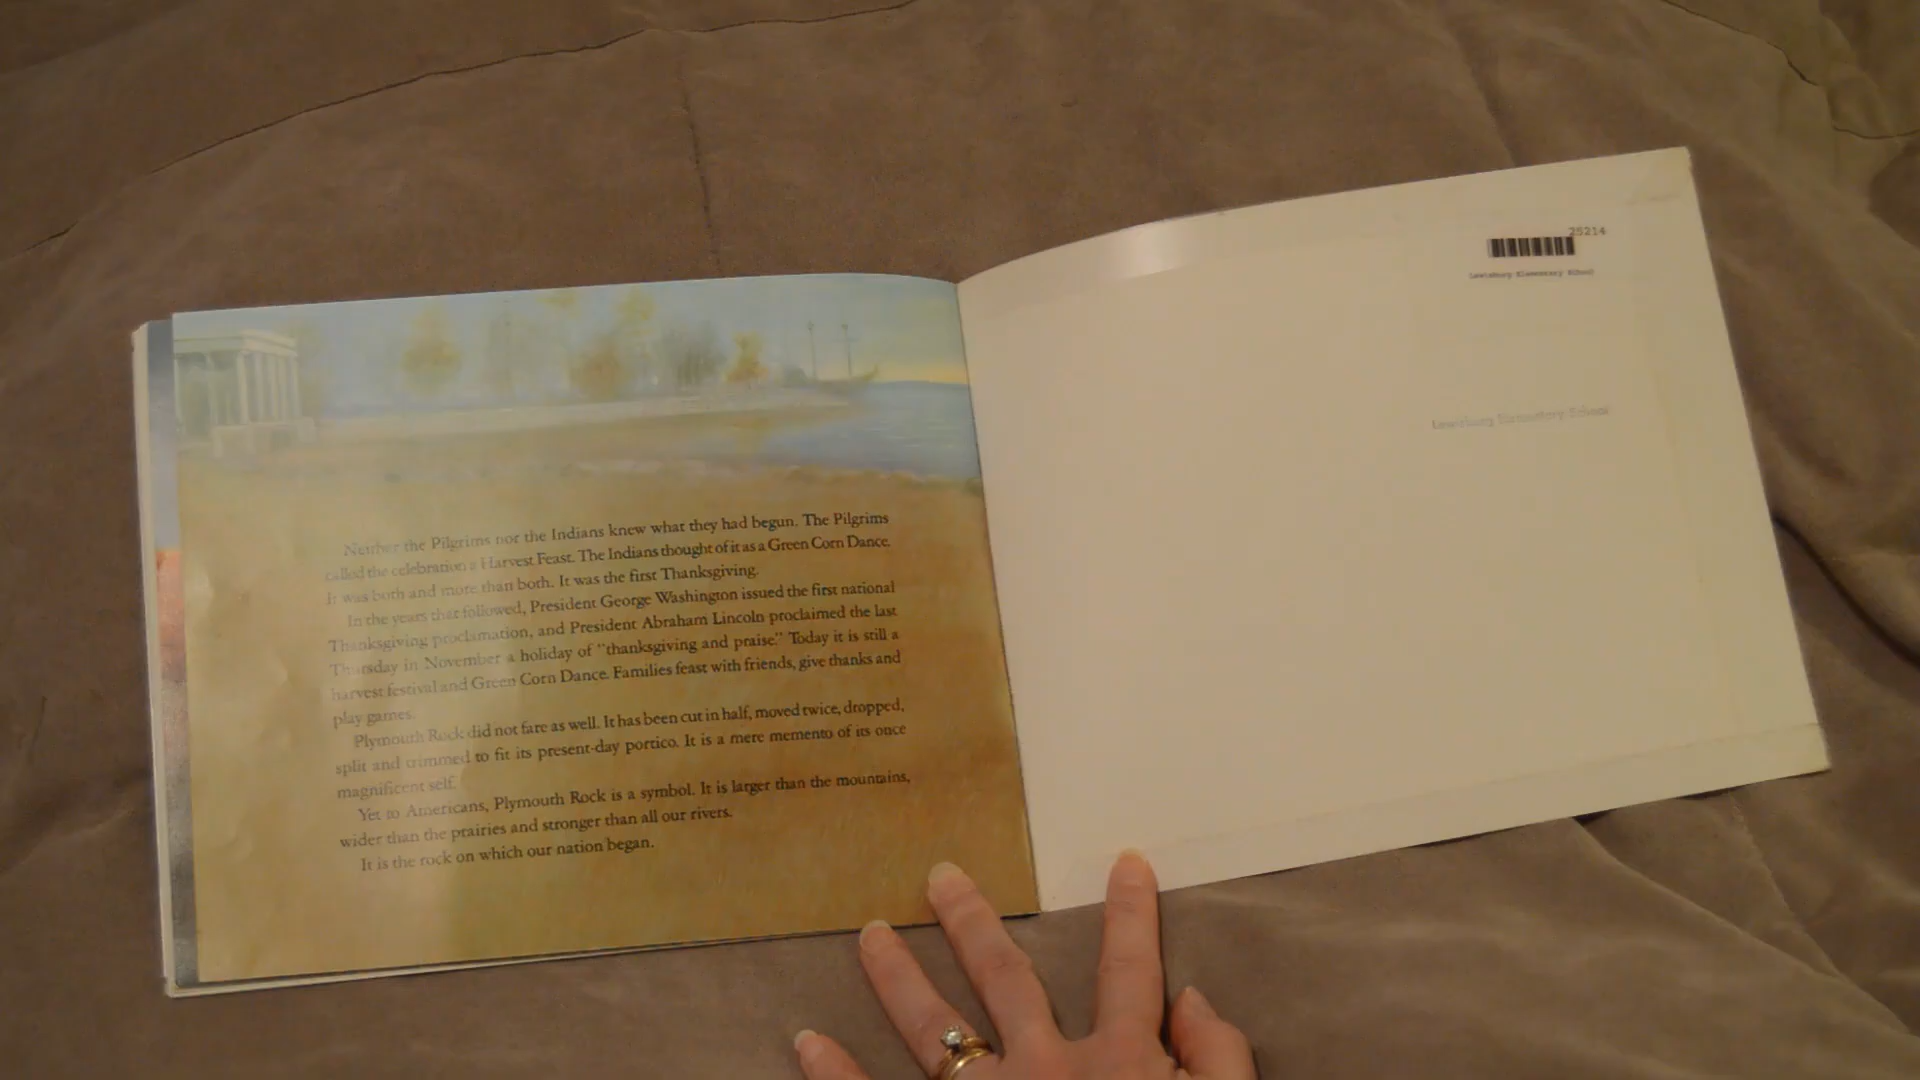 Neither the Pilgrims nor the Indians knew what they had begun. The Pilgrims
called the celebration a Harvest Feast. The Indians thought of it as a Green Corn Dance.
It was both and more than both. It was the first Thanksgiving.
In the years that followed, President George Washington issued the first national
Thanksgiving proclamation, and President Abraham Lincoln proclaimed the last
Thursday in November a holiday of "thanksgiving and praise." Today it is still a
harvest festival and Green Corn Dance. Families feast with friends, give thanks and
play games.
Plymouth Rock did not fare as well. It has been cut in half, moved twice, dropped,
split and trimmed to fit its present-day portico. It is a mere memento of its once
magnificent self.
Yet to Americans, Plymouth Rock is a symbol. It is larger than the mountains,
wider than the prairies and stronger than all our rivers.
It is the rock on which our nation began.
25214
Lewisburg Elementary School
Lewisburg Elementary School